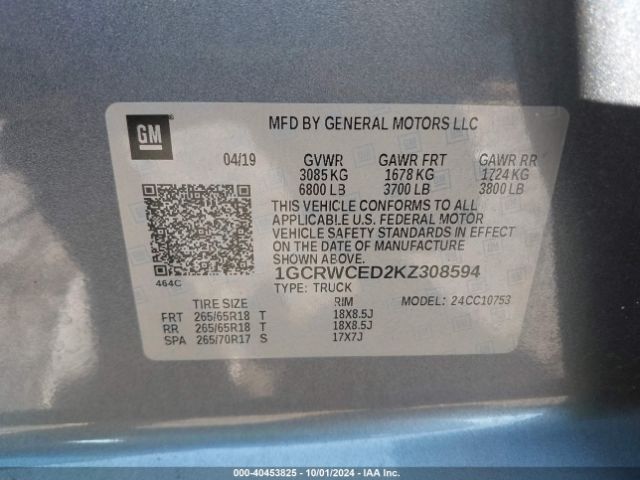 GM
MFD BY GENERAL MOTORS LLC
04/19 GVWR GAWR FRT GAWR RR
3085 KG 1678 KG 1724 KG
6800 LB 3700 LB 3800 LB
THIS VEHICLE CONFORMS TO ALL
APPLICABLE U.S. FEDERAL MOTOR
VEHICLE SAFETY STANDARDS IN EFFECT
ON THE DATE OF MANUFACTURE
SHOWN ABOVE.
1GCRWCED2KZ308594
464C
TYPE: TRUCK
TIRE SIZE RIM MODEL: 24CC10753
FRT 265/65R18 T 18X8.5J
RR 265/65R18 T 18X8.5J
SPA 265/70R17 S 17X7J
000-40453825 - 10/01/2024 - IAA Inc.